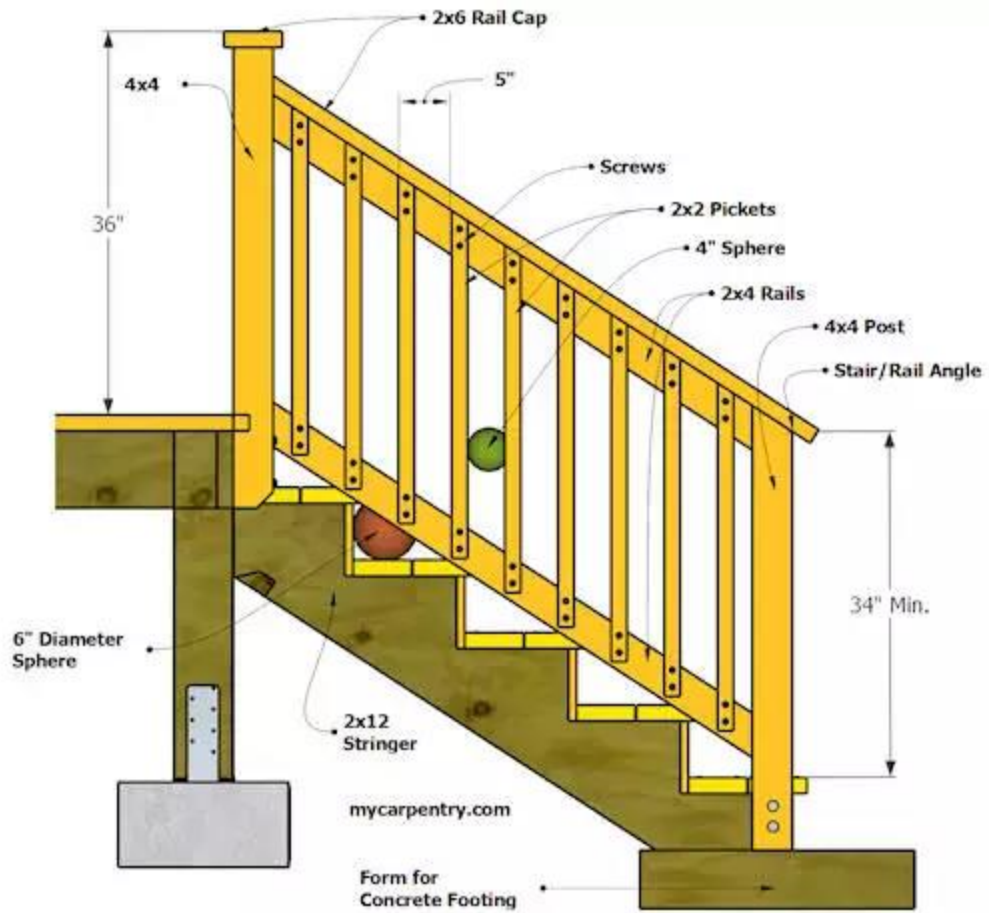 2x6 Rail Cap
4x4
5"
Screws
36"
2x2 Pickets
4" Sphere
2x4 Rails
4x4 Post
Stair/Rail Angle
34" Min.
6" Diameter
Sphere
2x12
Stringer
mycarpentry.com
Form for
Concrete Footing